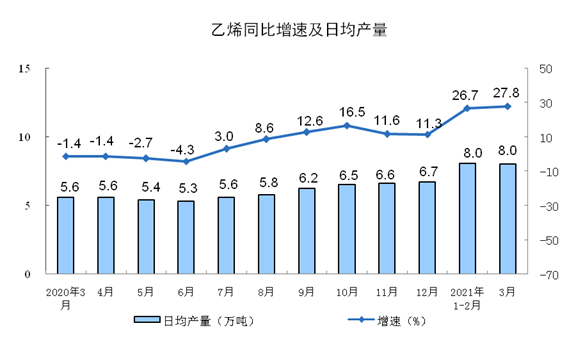 乙烯同比增速及日均产量
15
10
5
0
50
30
10
-10
-30
-50
-70
-1.4
-1.4
-2.7
-4.3
3.0
8.6
12.6
16.5
11.6
11.3
26.7
27.8
5.6
5.6
5.4
5.3
5.6
5.8
6.2
6.5
6.6
6.7
8.0
8.0
2020年3
月
4月
5月
6月
7月
8月
9月
10月
11月
12月
2021年
1-2月
3月
日均产量（万吨）
增速（%）